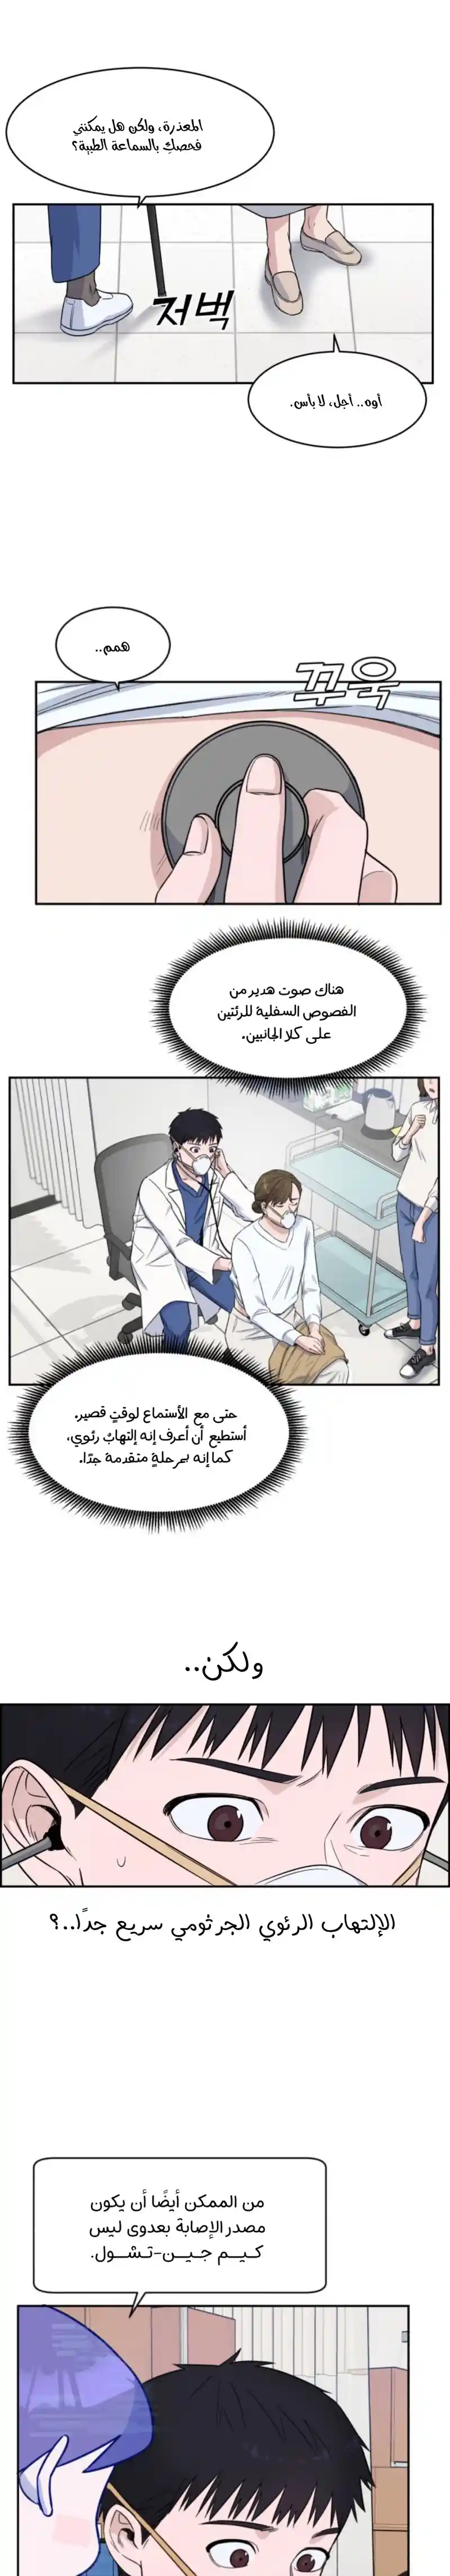 المعذرة، ولكن هل يمكنني
فحصكِ بالسماعة الطبية؟
저벅
أوه.. أجل، لا بأس.
همم..
꾸욱
هناك صوت هدير من
الفصوص السفلية للرئتين
على كلا الجانبين.
حتى مع الأستماع لوقتٍ قصير.
أستطيع أن أعرف إنه إلتهابٌ رئوي،
كما إنه بمرحلةٍ متقدمة جدًا.
ولكن..
الإلتهاب الرئوي الجرثومي سريع جدًا..؟
من الممكن أيضًا أن يكون
مصدر الإصابة بعدوى ليس
كـيـم جـيـن-تـشـول.